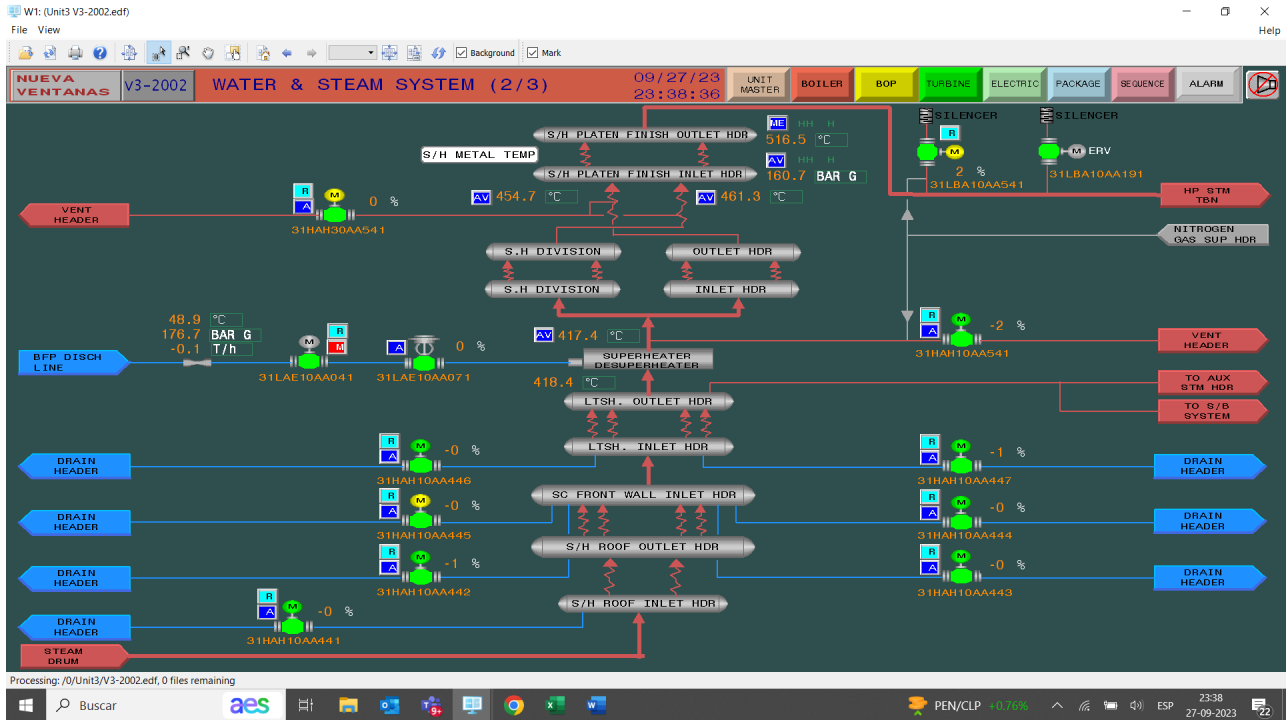 W1: (Unit3 V3-2002.edf)
File View Help
Background Mark
NUEVA
VENTANAS
V3-2002
WATER & STEAM SYSTEM (2/3)
09/27/23
23:38:36
UNIT
MASTER
BOILER
BOP
TURBINE
ELECTRIC
PACKAGE
SEQUENCE
ALARM
S/H PLATEN FINISH OUTLET HDR
ME HH H
516.5 °C
SILENCER
SILENCER
R
S/H METAL TEMP
M
M ERV
AV HH H
S/H PLATEN FINISH INLET HDR
160.7 BAR G
2 %
31LBA10AA541
31LBA10AA191
R
A
M
0 %
AV 454.7 °C
AV 461.3 °C
HP STM
TBN
VENT
HEADER
31HAH30AA541
NITROGEN
GAS SUP HDR
S.H DIVISION
OUTLET HDR
S.H DIVISION
INLET HDR
48.9 °C
176.7 BAR G
-0.1 T/h
M
R
M
A
0 %
AV 417.4 °C
R
A
M
-2 %
VENT
HEADER
31HAH10AA541
BFP DISCH
LINE
SUPERHEATER
DESUPERHEATER
31LAE10AA041
31LAE10AA071
418.4 °C
TO AUX
STM HDR
LTSH. OUTLET HDR
TO S/B
SYSTEM
R
A
M
-0 %
LTSH. INLET HDR
R
A
M
-1 %
DRAIN
HEADER
31HAH10AA446
31HAH10AA447
DRAIN
HEADER
R
A
M
-0 %
SC FRONT WALL INLET HDR
R
A
M
-0 %
DRAIN
HEADER
31HAH10AA445
31HAH10AA444
DRAIN
HEADER
R
A
M
-1 %
S/H ROOF OUTLET HDR
R
A
M
-0 %
DRAIN
HEADER
31HAH10AA442
31HAH10AA443
DRAIN
HEADER
R
A
M
-0 %
S/H ROOF INLET HDR
DRAIN
HEADER
31HAH10AA441
STEAM
DRUM
Processing: /0/Unit3/V3-2002.edf, 0 files remaining
Buscar
aes
9+
PEN/CLP +0.76%
ESP
23:38
27-09-2023
22